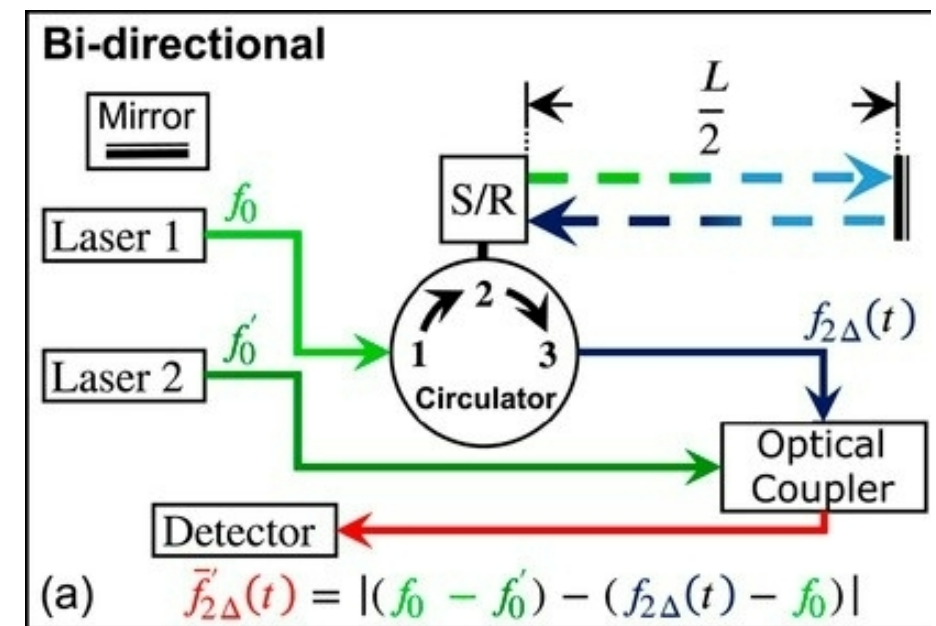 Bi-directional
Mirror
L/2
S/R
Laser 1
f₀
2
f₂Δ(t)
1
3
Circulator
Laser 2
f₀′
Optical
Coupler
Detector
(a) f̄₂Δ′(t) = |(f₀ − f₀′) − (f₂Δ(t) − f₀)|